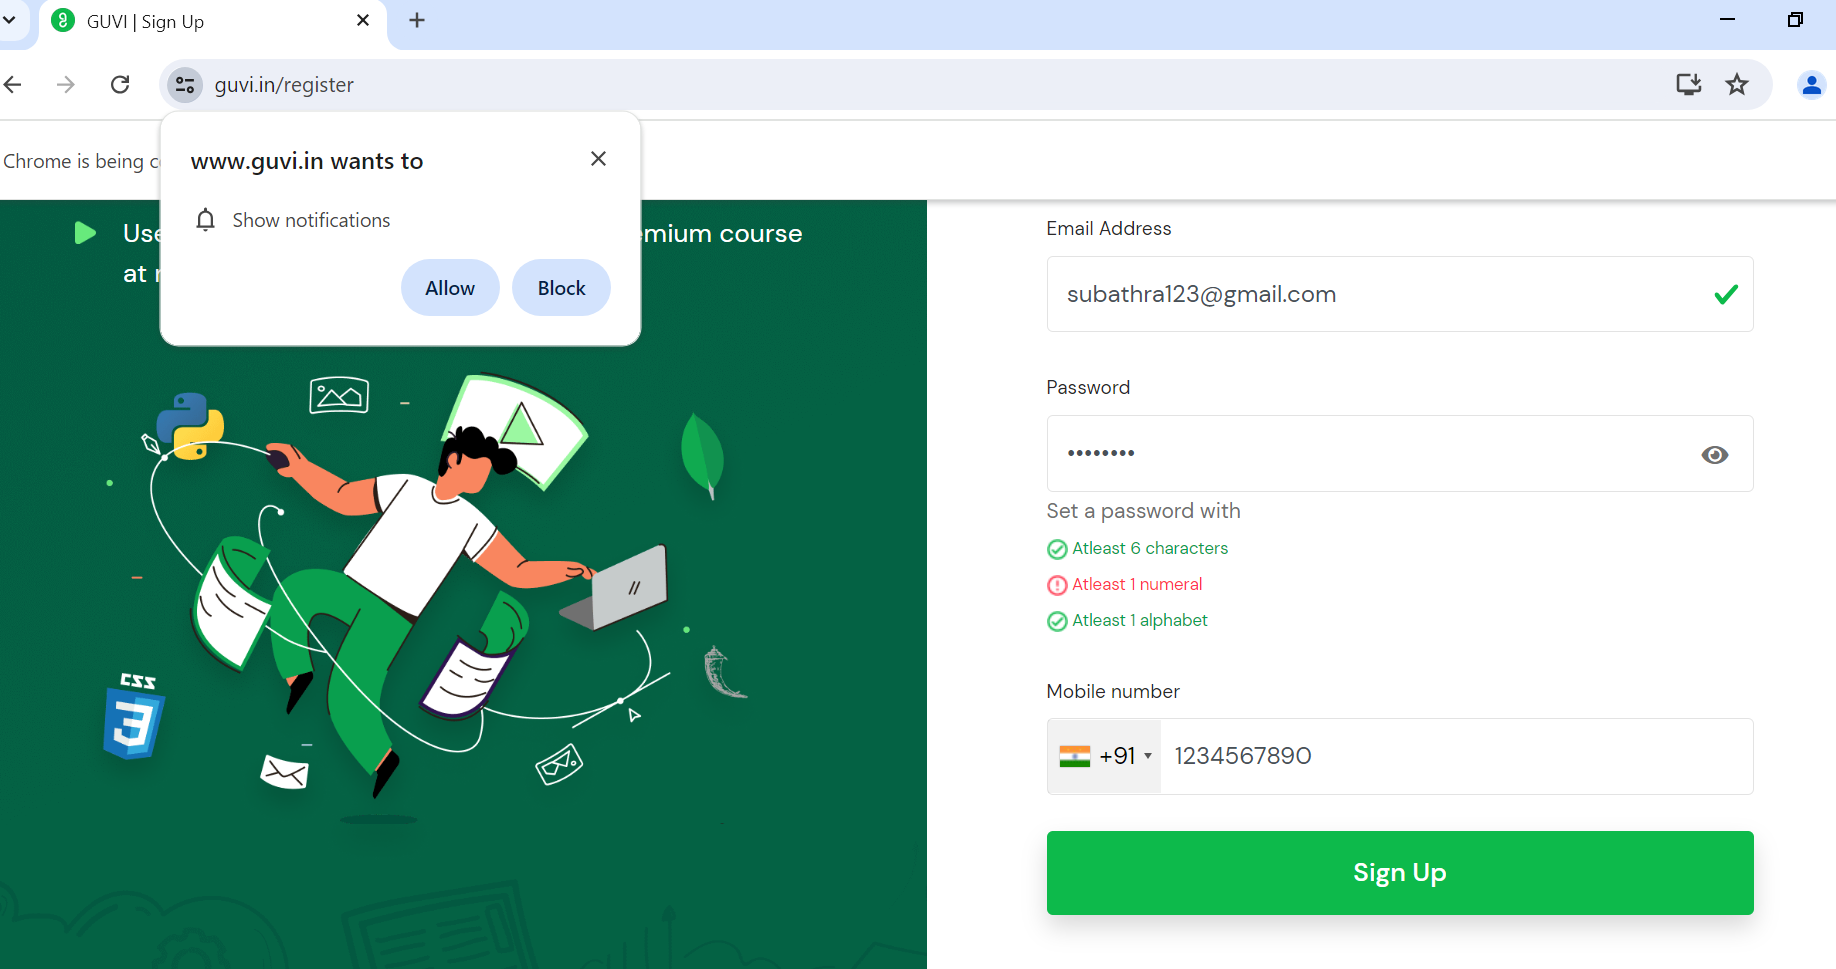 GUVI | Sign Up
guvi.in/register
Chrome is being
www.guvi.in wants to
Show notifications
Allow
Block
course
at
Email Address
subathra123@gmail.com
Password
••••••••
Set a password with
Atleast 6 characters
Atleast 1 numeral
Atleast 1 alphabet
Mobile number
+91 1234567890
Sign Up
CSS
3
//